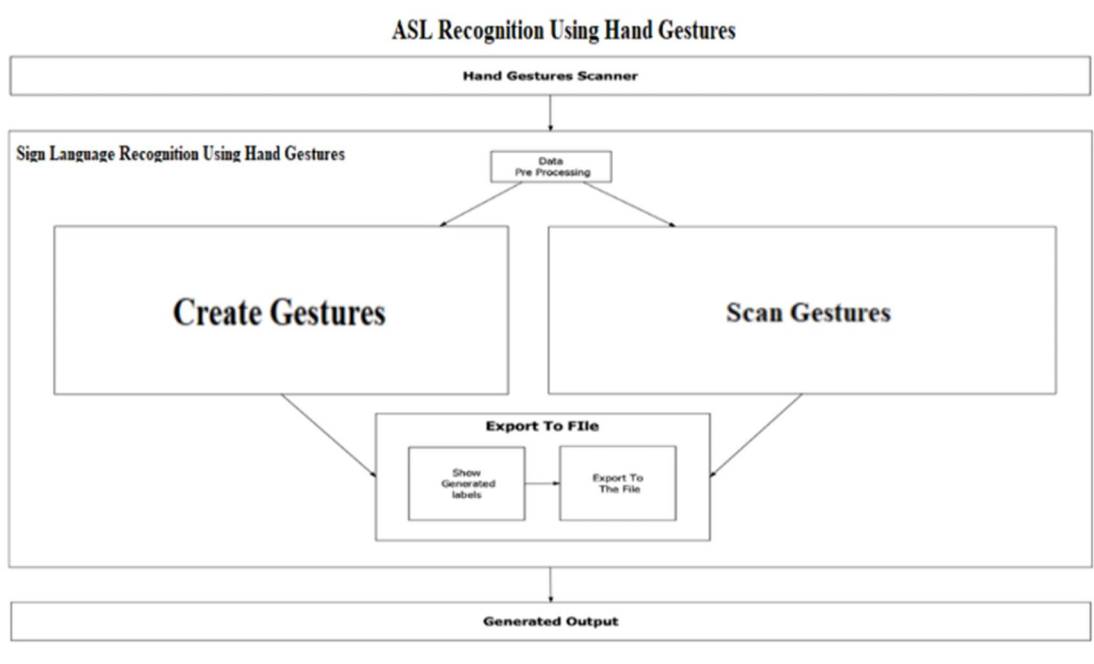 ASL Recognition Using Hand Gestures
Hand Gestures Scanner
Sign Language Recognition Using Hand Gestures
Data
Pre Processing
Create Gestures
Scan Gestures
Export To FIle
Show
Generated
labels
Export To
The File
Generated Output